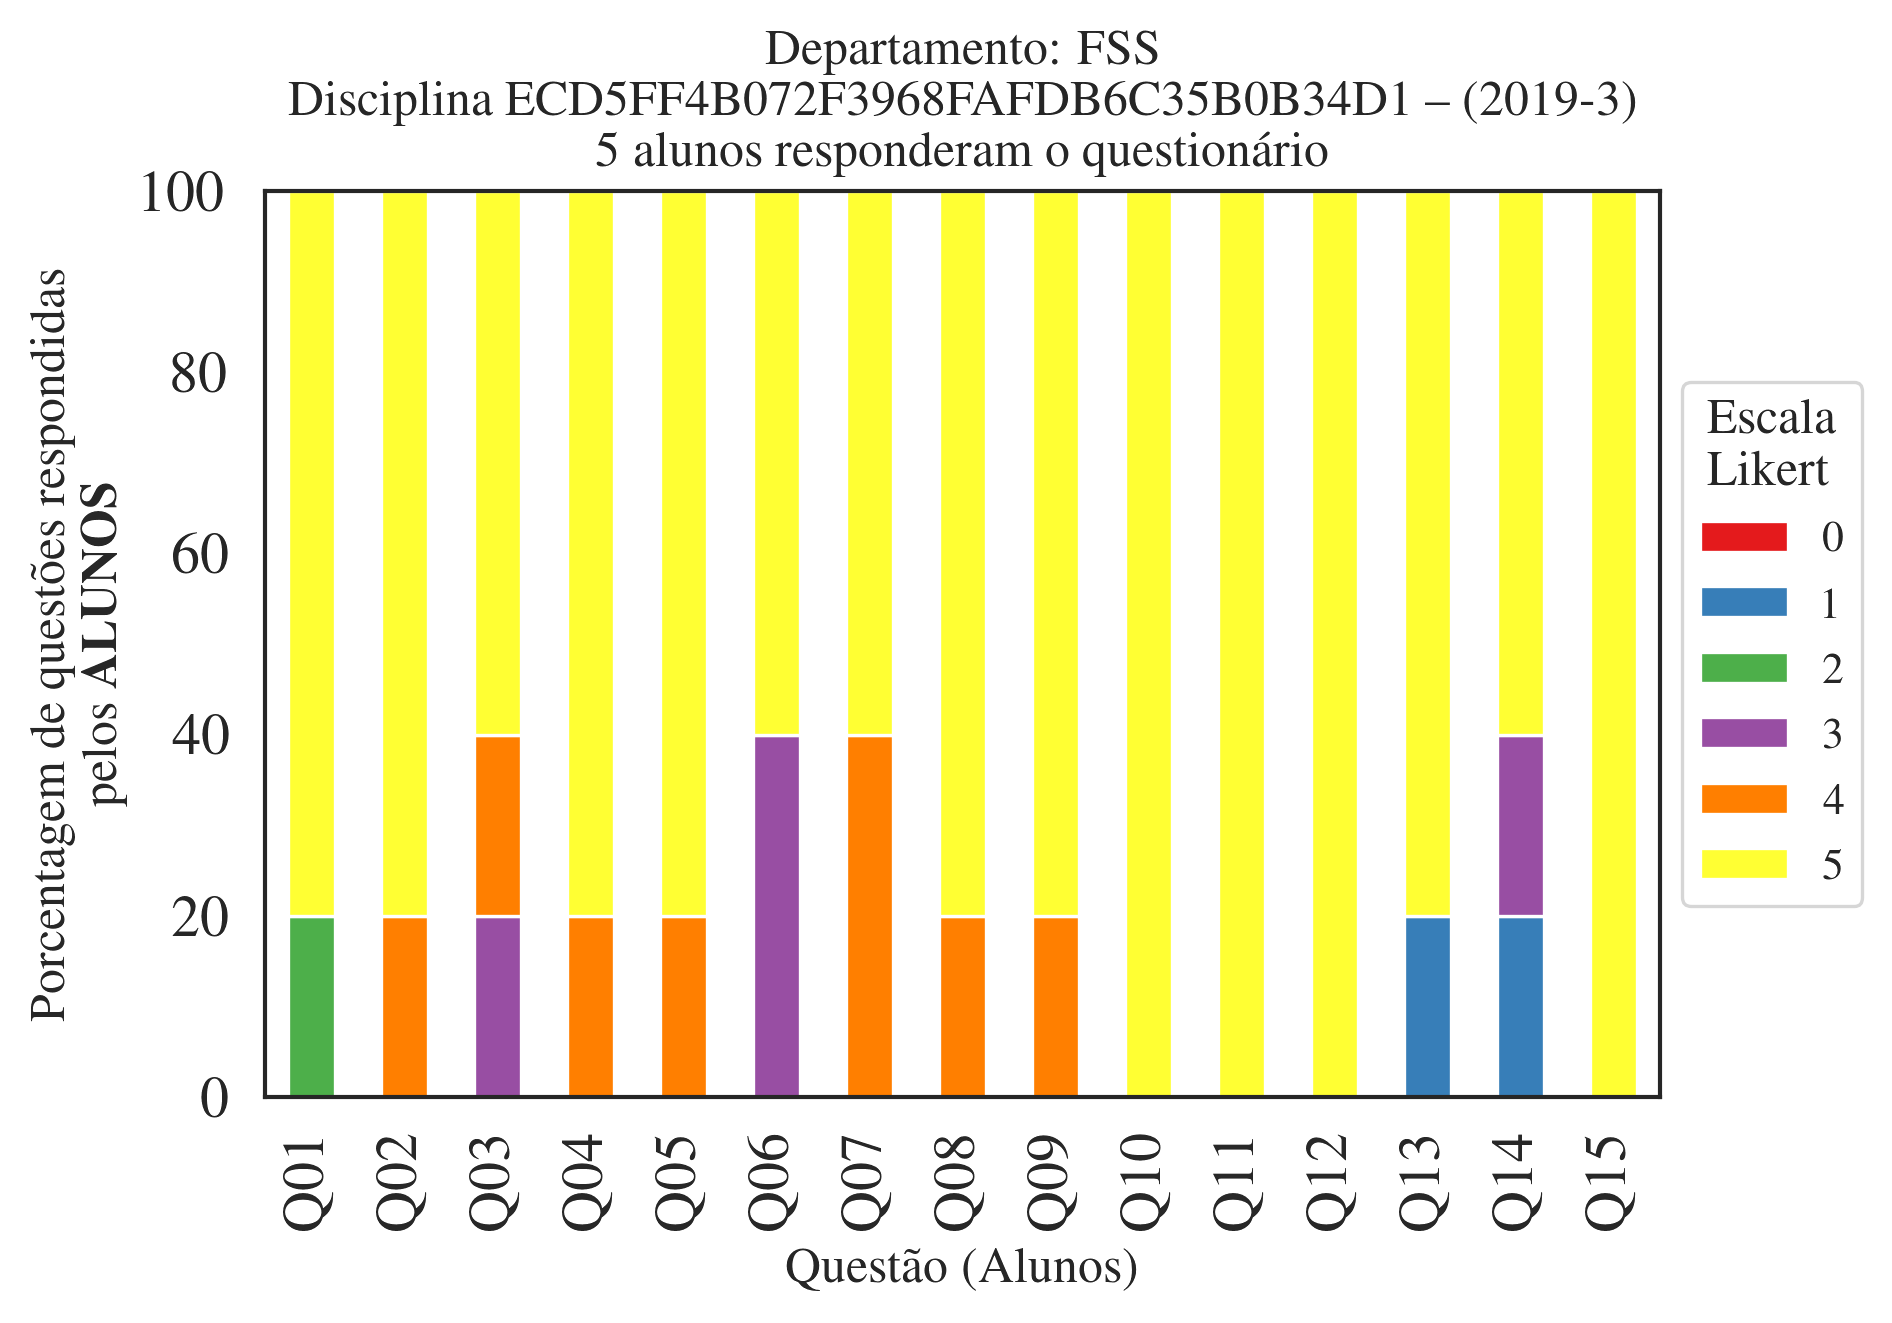 Departamento: FSS
Disciplina ECD5FF4B072F3968FAFDB6C35B0B34D1 – (2019-3)
5 alunos responderam o questionário
Porcentagem de questões respondidas
pelos ALUNOS
100
80
60
40
20
0
Q01
Q02
Q03
Q04
Q05
Q06
Q07
Q08
Q09
Q10
Q11
Q12
Q13
Q14
Q15
Questão (Alunos)
Escala
Likert
0
1
2
3
4
5